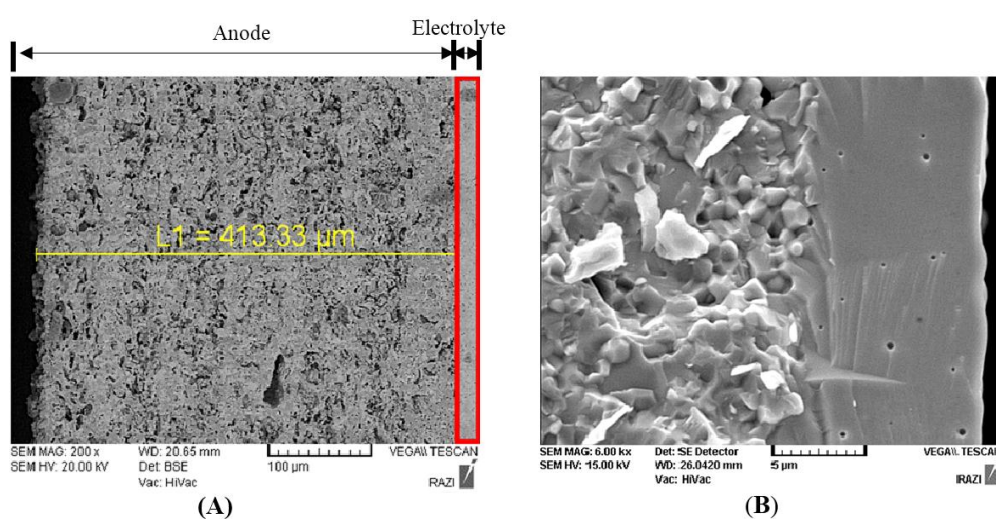 Anode
Electrolyte
L1 = 413.33 µm
SEM MAG: 200 x
WD: 20.65 mm
VEGA\\ TESCAN
SEM HV: 20.00 kV
Det: BSE
100 µm
Vac: HiVac
RAZI
SEM MAG: 6.00 kx
Det: SE Detector
VEGA\\ TESCAN
SEM HV: 15.00 kV
WD: 26.0420 mm
5 µm
Vac: HiVac
IRAZI
(A)
(B)